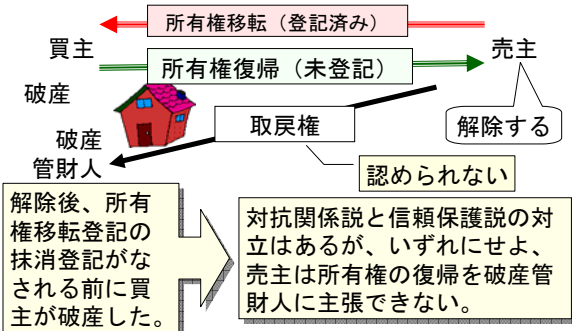 所有権移転（登記済み）
買主
売主
所有権復帰（未登記）
破産
取戻権
解除する
破産
管財人
認められない
解除後、所有
権移転登記の
抹消登記がな
される前に買
主が破産した。
対抗関係説と信頼保護説の対
立はあるが、いずれにせよ、
売主は所有権の復帰を破産管
財人に主張できない。